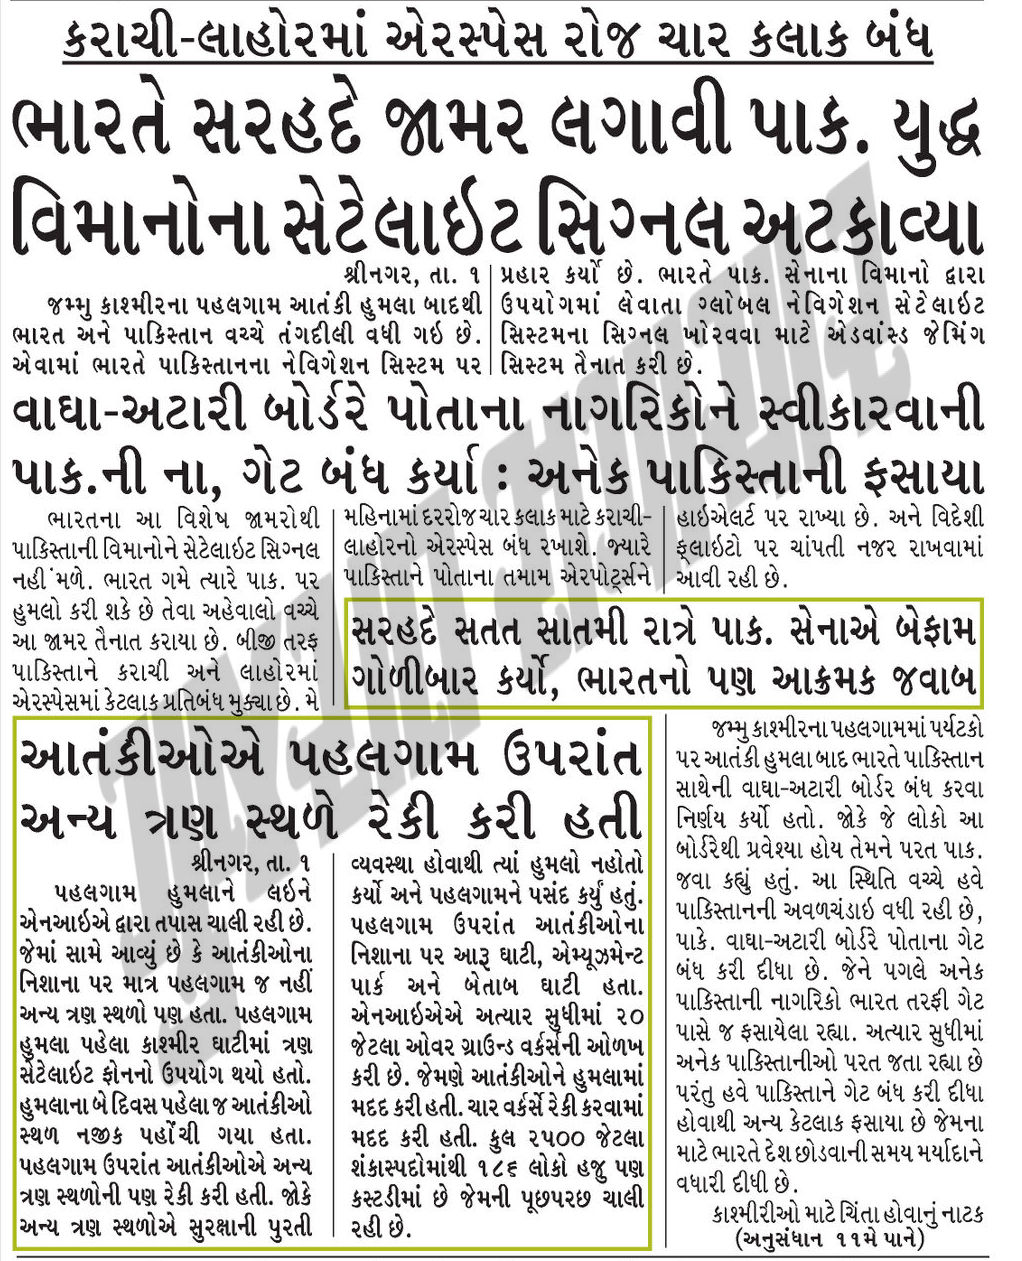 કરાચી-લાહોરમાં એરસ્પેસ રોજ ચાર કલાક બંધ
ભારતે સરહદે જામર લગાવી પાક. યુદ્ધ
વિમાનોના સેટેલાઇટ સિગ્નલ અટકાવ્યા
શ્રીનગર, તા. ૧
જમ્મુ કાશ્મીરના પહલગામ આતંકી હુમલા બાદથી
ભારત અને પાકિસ્તાન વચ્ચે તંગદીલી વધી ગઇ છે.
એવામાં ભારતે પાકિસ્તાનના નેવિગેશન સિસ્ટમ પર
પ્રહાર કર્યો છે. ભારતે પાક. સેનાના વિમાનો દ્વારા
ઉપયોગમાં લેવાતા ગ્લોબલ નેવિગેશન સેટેલાઇટ
સિસ્ટમના સિગ્નલ ખોરવવા માટે એડવાંસ્ડ જેમિંગ
સિસ્ટમ તૈનાત કરી છે.
વાઘા-અટારી બોર્ડરે પોતાના નાગરિકોને સ્વીકારવાની
પાક.ની ના, ગેટ બંધ કર્યા : અનેક પાકિસ્તાની ફસાયા
ભારતના આ વિશેષ જામરોથી
પાકિસ્તાની વિમાનોને સેટેલાઇટ સિગ્નલ
નહીં મળે. ભારત ગમે ત્યારે પાક. પર
હુમલો કરી શકે છે તેવા અહેવાલો વચ્ચે
આ જામર તૈનાત કરાયા છે. બીજી તરફ
પાકિસ્તાને કરાચી અને લાહોરમાં
એરસ્પેસમાં કેટલાક પ્રતિબંધ મુક્યા છે. મે
મહિનામાં દરરોજ ચાર કલાક માટે કરાચી-
લાહોરનો એરસ્પેસ બંધ રખાશે. જ્યારે
પાકિસ્તાને પોતાના તમામ એરપોર્ટ્સને
હાઇએલર્ટ પર રાખ્યા છે. અને વિદેશી
ફ્લાઇટો પર ચાંપતી નજર રાખવામાં
આવી રહી છે.
સરહદે સતત સાતમી રાત્રે પાક. સેનાએ બેફામ
ગોળીબાર કર્યો, ભારતનો પણ આક્રમક જવાબ
જમ્મુ કાશ્મીરના પહલગામમાં પર્યટકો
પર આતંકી હુમલા બાદ ભારતે પાકિસ્તાન
સાથેની વાઘા-અટારી બોર્ડર બંધ કરવા
નિર્ણય કર્યો હતો. જોકે જે લોકો આ
બોર્ડરેથી પ્રવેશ્યા હોય તેમને પરત પાક.
જવા કહ્યું હતું. આ સ્થિતિ વચ્ચે હવે
પાકિસ્તાનની અવળચંડાઇ વધી રહી છે,
પાકે. વાઘા-અટારી બોર્ડરે પોતાના ગેટ
બંધ કરી દીધા છે. જેને પગલે અનેક
પાકિસ્તાની નાગરિકો ભારત તરફી ગેટ
પાસે જ ફસાયેલા રહ્યા. અત્યાર સુધીમાં
અનેક પાકિસ્તાનીઓ પરત જતા રહ્યા છે
પરંતુ હવે પાકિસ્તાને ગેટ બંધ કરી દીધા
હોવાથી અન્ય કેટલાક ફસાયા છે જેમના
માટે ભારતે દેશ છોડવાની સમય મર્યાદાને
વધારી દીધી છે.
કાશ્મીરીઓ માટે ચિંતા હોવાનું નાટક
(અનુસંધાન ૧૧મે પાને)
આતંકીઓએ પહલગામ ઉપરાંત
અન્ય ત્રણ સ્થળે રેકી કરી હતી
શ્રીનગર, તા. ૧
પહલગામ હુમલાને લઇને
એનઆઇએ દ્વારા તપાસ ચાલી રહી છે.
જેમાં સામે આવ્યું છે કે આતંકીઓના
નિશાના પર માત્ર પહલગામ જ નહીં
અન્ય ત્રણ સ્થળો પણ હતા. પહલગામ
હુમલા પહેલા કાશ્મીર ઘાટીમાં ત્રણ
સેટેલાઇટ ફોનનો ઉપયોગ થયો હતો.
હુમલાના બે દિવસ પહેલા જ આતંકીઓ
સ્થળ નજીક પહોંચી ગયા હતા.
પહલગામ ઉપરાંત આતંકીઓએ અન્ય
ત્રણ સ્થળોની પણ રેકી કરી હતી. જોકે
અન્ય ત્રણ સ્થળોએ સુરક્ષાની પુરતી
વ્યવસ્થા હોવાથી ત્યાં હુમલો નહોતો
કર્યો અને પહલગામને પસંદ કર્યું હતું.
પહલગામ ઉપરાંત આતંકીઓના
નિશાના પર આરૂ ઘાટી, એમ્યૂઝમેન્ટ
પાર્ક અને બેતાબ ઘાટી હતા.
એનઆઇએએ અત્યાર સુધીમાં ૨૦
જેટલા ઓવર ગ્રાઉન્ડ વર્કર્સની ઓળખ
કરી છે. જેમણે આતંકીઓને હુમલામાં
મદદ કરી હતી. ચાર વર્કર્સે રેકી કરવામાં
મદદ કરી હતી. કુલ ૨૫૦૦ જેટલા
શંકાસ્પદોમાંથી ૧૮૬ લોકો હજુ પણ
કસ્ટડીમાં છે જેમની પૂછપરછ ચાલી
રહી છે.
ગુજરાત સમાચાર